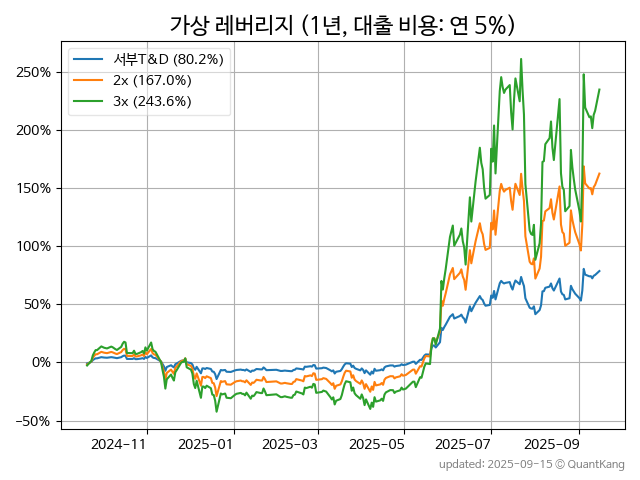 가상 레버리지 (1년, 대출 비용: 연 5%)
서부T&D (80.2%)
2x (167.0%)
3x (243.6%)
250%
200%
150%
100%
50%
0%
−50%
2024-11
2025-01
2025-03
2025-05
2025-07
2025-09
updated: 2025-09-15 © QuantKang